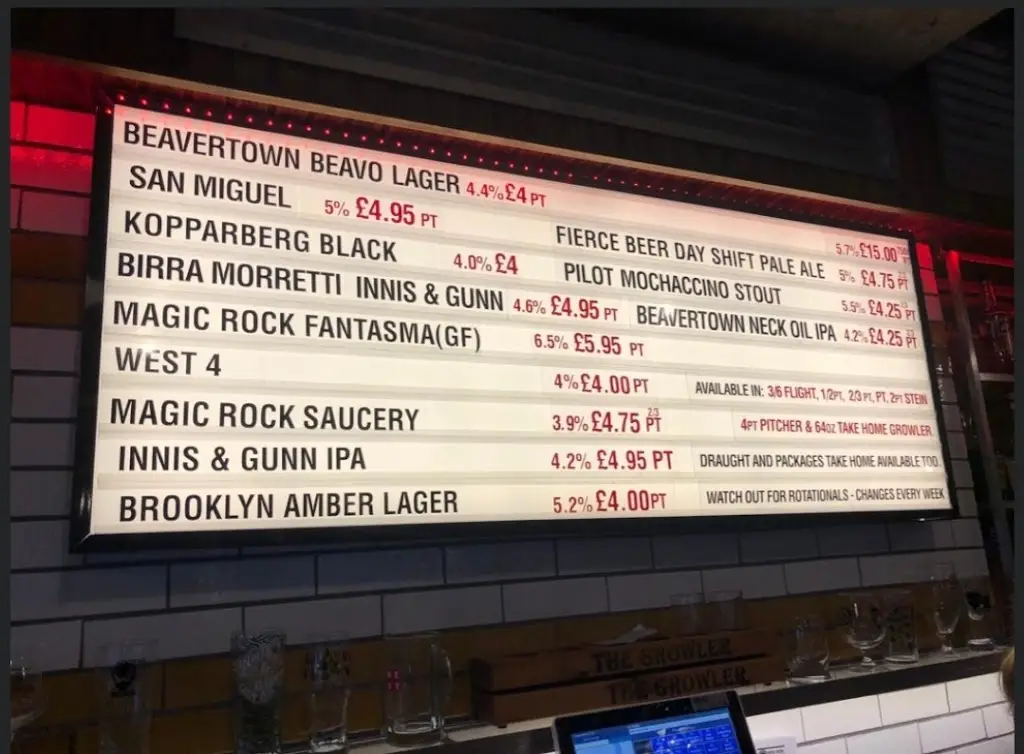 BEAVERTOWN BEAVO LAGER 4.4% £4 PT
SAN MIGUEL 5% £4.95 PT
KOPPARBERG BLACK 4.0% £4
BIRRA MORRETTI INNIS & GUNN 4.6% £4.95 PT
MAGIC ROCK FANTASMA(GF) 6.5% £5.95 PT
WEST 4 4% £4.00 PT
MAGIC ROCK SAUCERY 3.9% £4.75 2/3 PT
INNIS & GUNN IPA 4.2% £4.95 PT
BROOKLYN AMBER LAGER 5.2% £4.00 PT
5.7% £15.00
FIERCE BEER DAY SHIFT PALE ALE 5% £4.75 PT
PILOT MOCHACCINO STOUT 5.5% £4.25 PT
BEAVERTOWN NECK OIL IPA 4.2% £4.25 PT
AVAILABLE IN: 3/6 FLIGHT, 1/2PT, 2/3 PT, PT, 2PT STEIN
4PT PITCHER & 64OZ TAKE HOME GROWLER.
DRAUGHT AND PACKAGES TAKE HOME AVAILABLE TOO.
WATCH OUT FOR ROTATIONALS - CHANGES EVERY WEEK
THE GROWLER
THE GROWLER